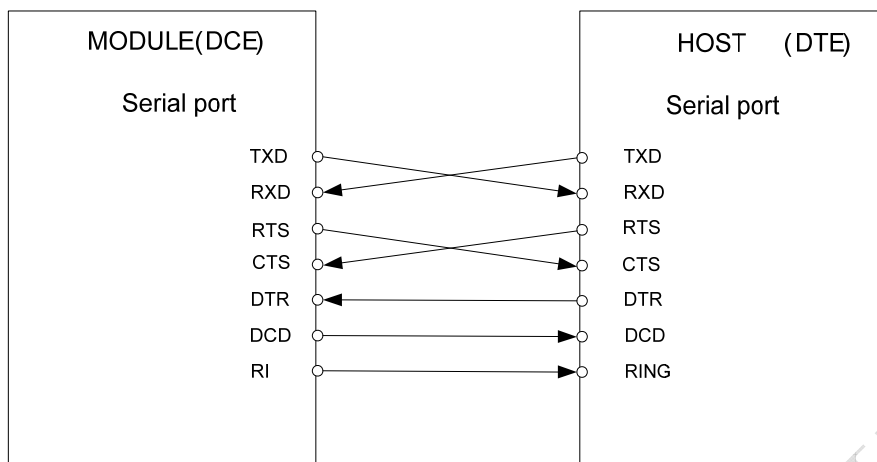 MODULE(DCE)
Serial port
TXD
RXD
RTS
CTS
DTR
DCD
RI
HOST (DTE)
Serial port
TXD
RXD
RTS
CTS
DTR
DCD
RING